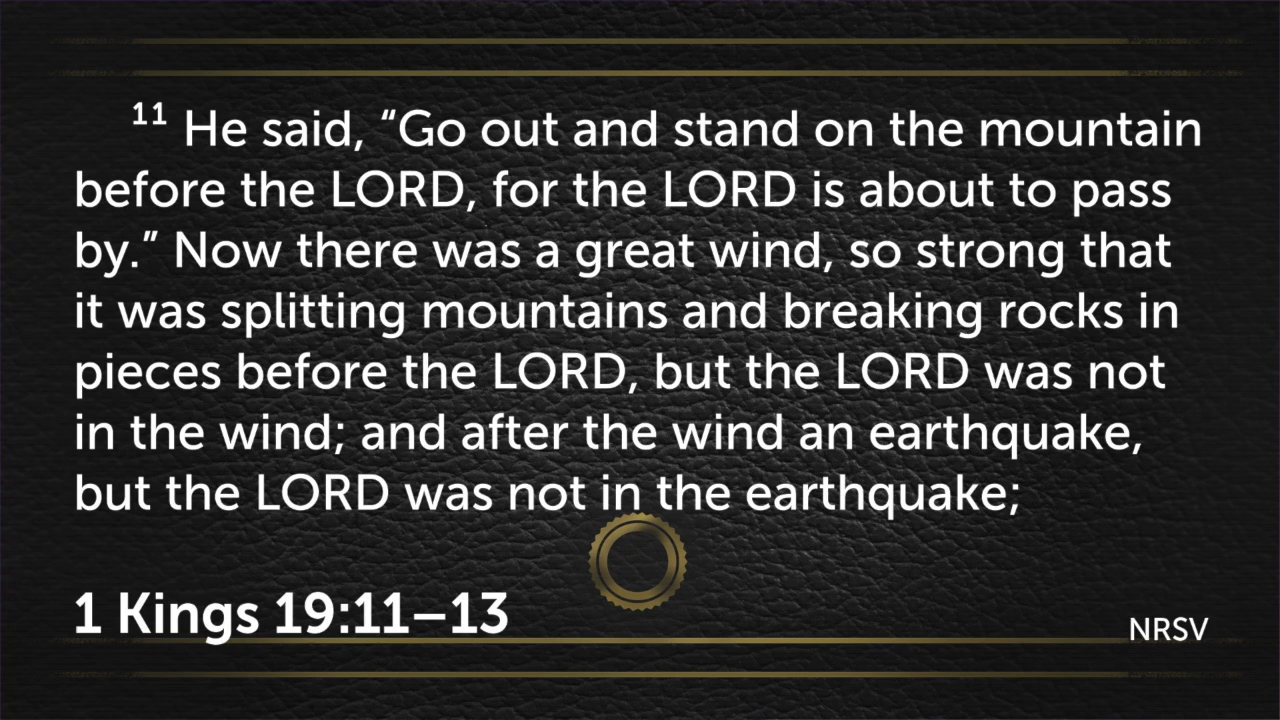 11 He said, “Go out and stand on the mountain
before the LORD, for the LORD is about to pass
by.” Now there was a great wind, so strong that
it was splitting mountains and breaking rocks in
pieces before the LORD, but the LORD was not
in the wind; and after the wind an earthquake,
but the LORD was not in the earthquake;
1 Kings 19:11–13
NRSV